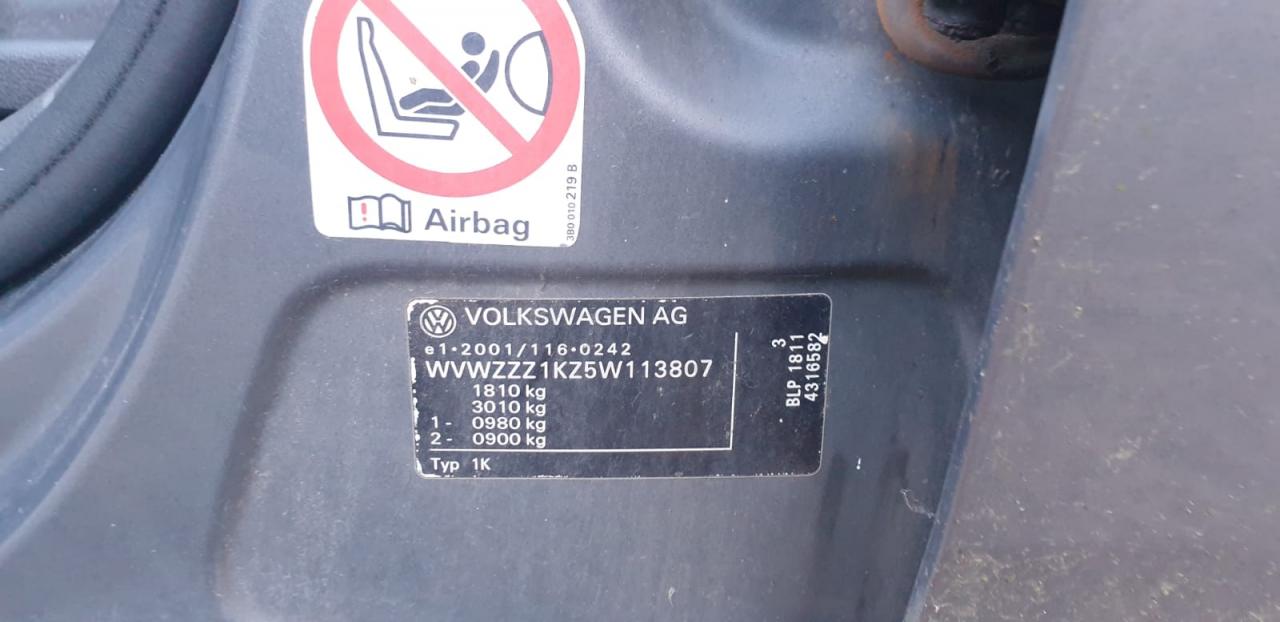 Airbag
3B0 010 219 B
VOLKSWAGEN AG
e1*2001/116*0242
WVWZZZ1KZ5W113807
1810 kg
3010 kg
1 - 0980 kg
2 - 0900 kg
Typ 1K
3
BLP 1811
4316582